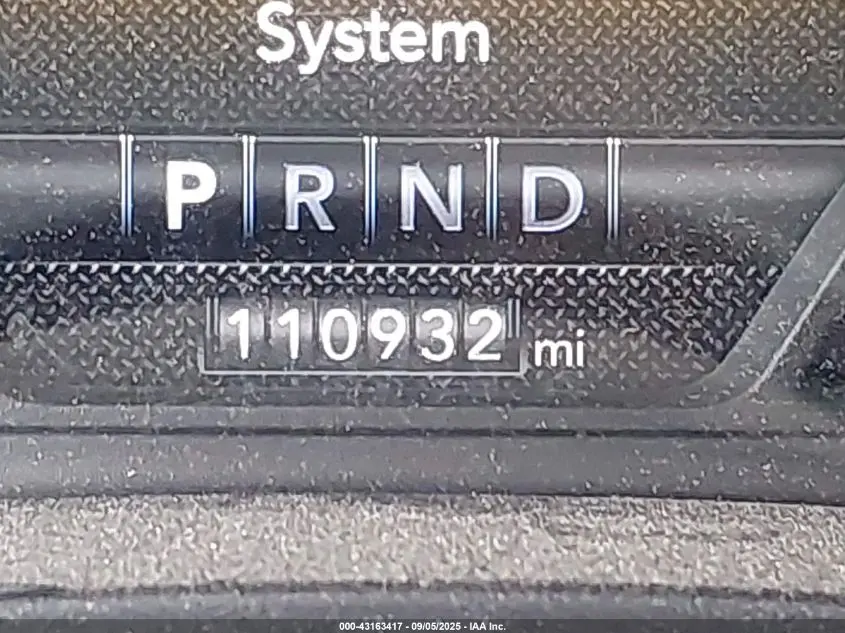 System
P R N D
110932 mi
000-43163417 - 09/05/2025 - IAA Inc.